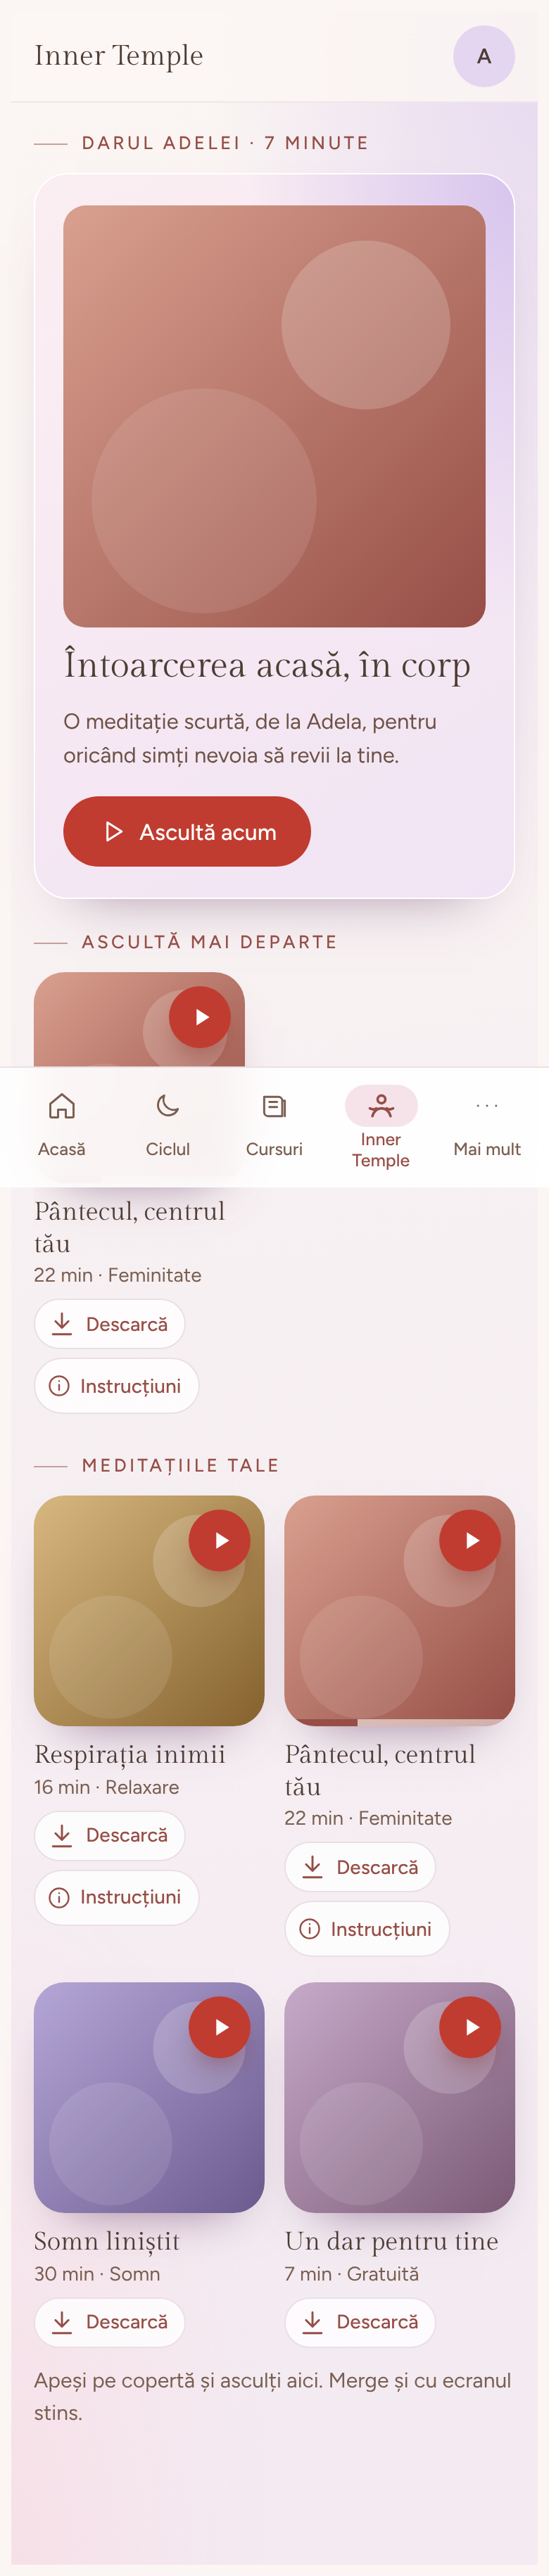 Inner Temple
A
DARUL ADELEI · 7 MINUTE
Întoarcerea acasă, în corp
O meditație scurtă, de la Adela, pentru
oricând simți nevoia să revii la tine.
Ascultă acum
ASCULTĂ MAI DEPARTE
Acasă
Ciclul
Cursuri
Inner
Temple
Mai mult
Pântecul, centrul
tău
22 min · Feminitate
Descarcă
Instrucțiuni
MEDITAȚIILE TALE
Respirația inimii
16 min · Relaxare
Descarcă
Instrucțiuni
Pântecul, centrul
tău
22 min · Feminitate
Descarcă
Instrucțiuni
Somn liniștit
30 min · Somn
Descarcă
Un dar pentru tine
7 min · Gratuită
Descarcă
Apeși pe copertă și asculți aici. Merge și cu ecranul
stins.